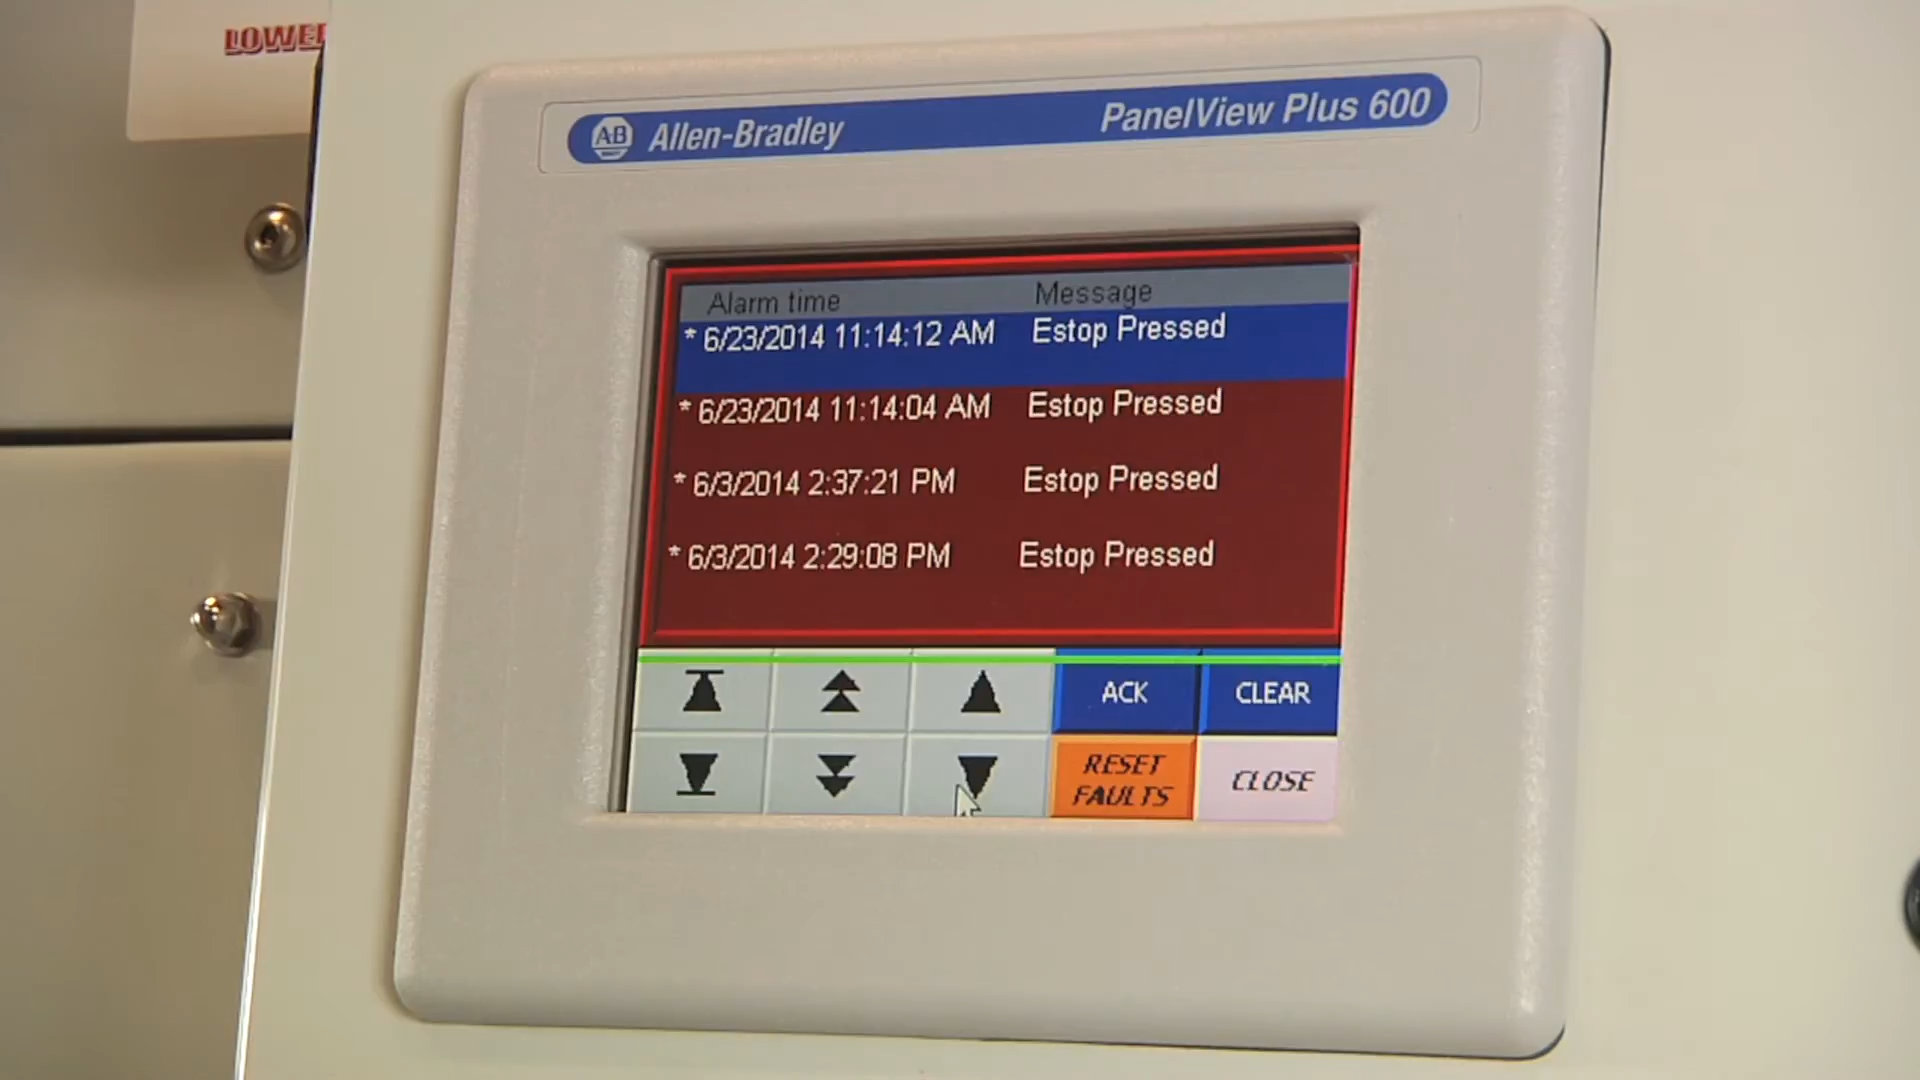 LOWER
AB Allen-Bradley PanelView Plus 600
Alarm time Message
* 6/23/2014 11:14:12 AM Estop Pressed
* 6/23/2014 11:14:04 AM Estop Pressed
* 6/3/2014 2:37:21 PM Estop Pressed
* 6/3/2014 2:29:08 PM Estop Pressed
ACK CLEAR
RESET
FAULTS
CLOSE